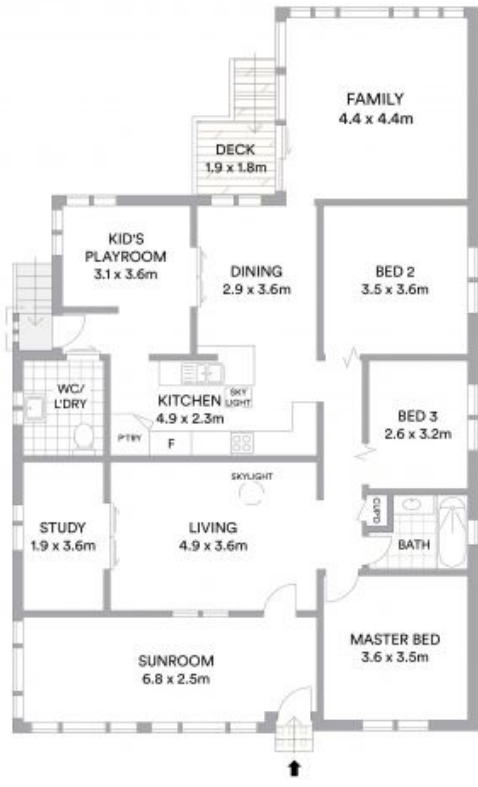 FAMILY
4.4 x 4.4m
DECK
1.9 x 1.8m
KID'S
PLAYROOM
3.1 x 3.6m
DINING
2.9 x 3.6m
BED 2
3.5 x 3.6m
WC/
L'DRY
KITCHEN
4.9 x 2.3m
SKY
LIGHT
P'TRY
F
BED 3
2.6 x 3.2m
SKYLIGHT
STUDY
1.9 x 3.6m
LIVING
4.9 x 3.6m
CUP'D
BATH
MASTER BED
3.6 x 3.5m
SUNROOM
6.8 x 2.5m